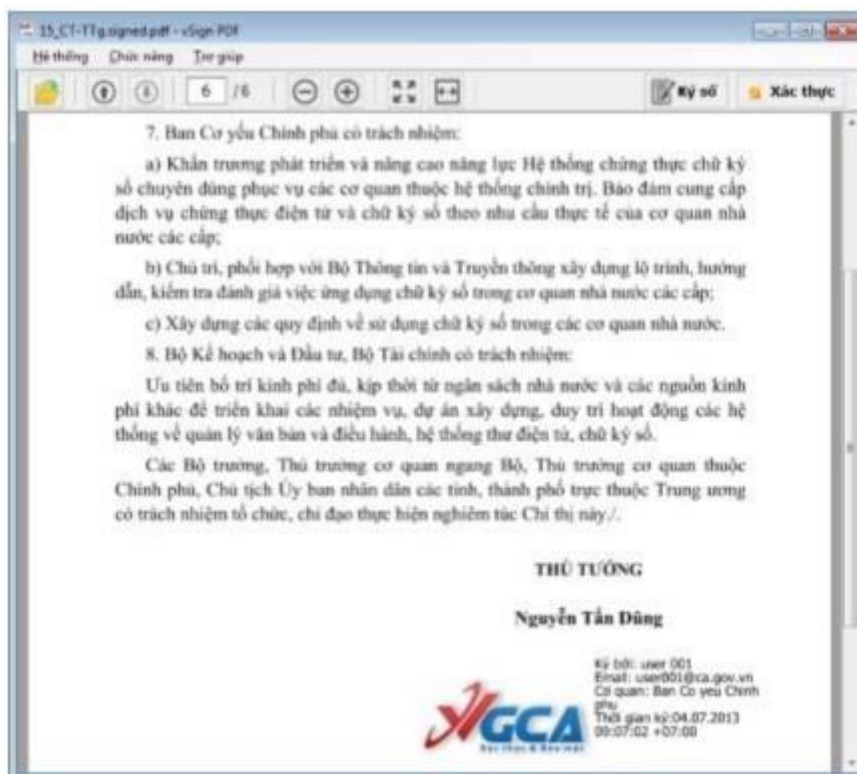 15_CT-TTg.signed.pdf - vSign PDF
Hệ thống Chức năng Trợ giúp
6 /6 Ký số Xác thực
7. Ban Cơ yếu Chính phủ có trách nhiệm:
a) Khẩn trương phát triển và nâng cao năng lực Hệ thống chứng thực chữ ký
số chuyên dùng phục vụ các cơ quan thuộc hệ thống chính trị. Bảo đảm cung cấp
dịch vụ chứng thực điện tử và chữ ký số theo nhu cầu thực tế của cơ quan nhà
nước các cấp;
b) Chủ trì, phối hợp với Bộ Thông tin và Truyền thông xây dựng lộ trình, hướng
dẫn, kiểm tra đánh giá việc ứng dụng chữ ký số trong cơ quan nhà nước các cấp;
c) Xây dựng các quy định về sử dụng chữ ký số trong các cơ quan nhà nước.
8. Bộ Kế hoạch và Đầu tư, Bộ Tài chính có trách nhiệm:
Ưu tiên bố trí kinh phí đủ, kịp thời từ ngân sách nhà nước và các nguồn kinh
phí khác để triển khai các nhiệm vụ, dự án xây dựng, duy trì hoạt động các hệ
thống về quản lý văn bản và điều hành, hệ thống thư điện tử, chữ ký số.
Các Bộ trưởng, Thủ trưởng cơ quan ngang Bộ, Thủ trưởng cơ quan thuộc
Chính phủ, Chủ tịch Ủy ban nhân dân các tỉnh, thành phố trực thuộc Trung ương
có trách nhiệm tổ chức, chỉ đạo thực hiện nghiêm túc Chỉ thị này./.
THỦ TƯỚNG
Nguyễn Tấn Dũng
Ký bởi: user 001
Email: user001@ca.gov.vn
Cơ quan: Ban Co yeu Chinh
phu
Thời gian ký:04.07.2013
09:07:02 +07:00
VGCA
Xác thực & Bảo mật